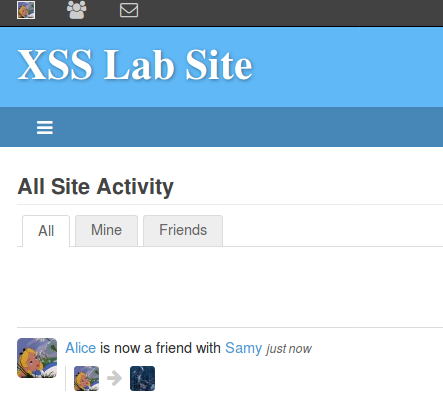 XSS Lab Site
All Site Activity
All Mine Friends
Alice is now a friend with Samy just now